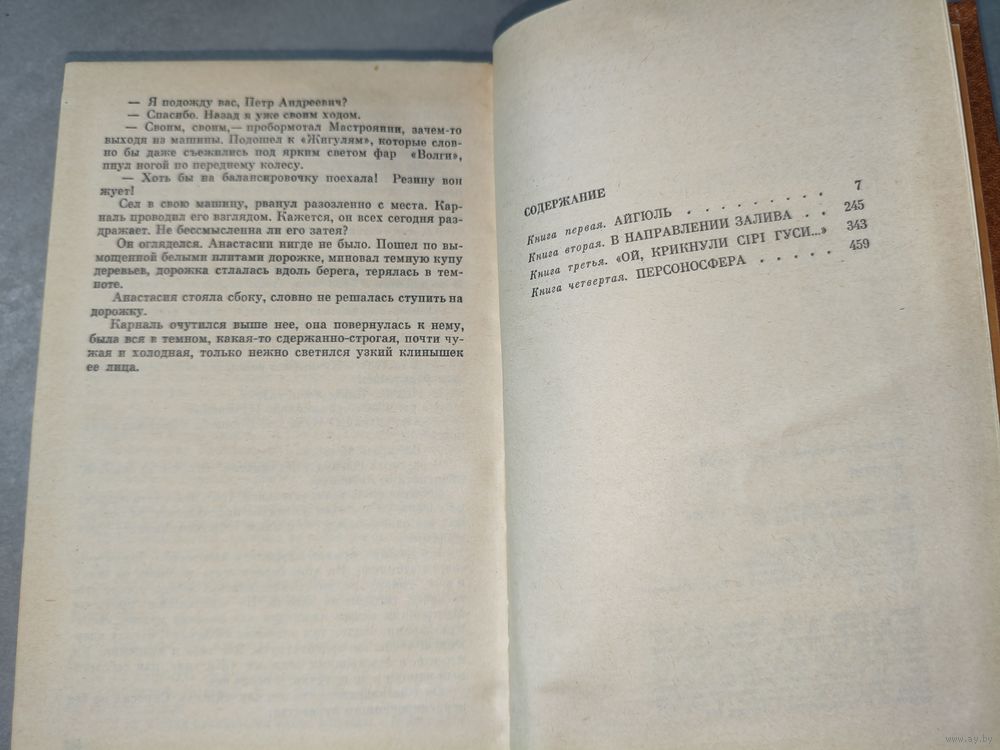 — Я подожду вас, Петр Андреевич?
— Спасибо. Назад я уже своим ходом.
— Своим, своим,— пробормотал Мастроянни, зачем-то
выходя из машины. Подошел к «Жигулям», которые слов-
но бы даже съежились под ярким светом фар «Волги»,
пнул ногой по переднему колесу.
— Хоть бы на балансировочку поехала! Резину вон
жует!
Сел в свою машину, рванул разозленно с места. Кар-
наль проводил его взглядом. Кажется, он всех сегодня раз-
дражает. Не бессмысленна ли его затея?
Он огляделся. Анастасии нигде не было. Пошел по вы-
мощенной белыми плитами дорожке, миновал темную купу
деревьев, дорожка стлалась вдоль берега, терялась в тем-
ноте.
Анастасия стояла сбоку, словно не решалась ступить на
дорожку.
Карналь очутился выше нее, она повернулась к нему,
была вся в темном, какая-то сдержанно-строгая, почти чу-
жая и холодная, только нежно светился узкий клинышек
ее лица.
СОДЕРЖАНИЕ
Книга первая. АЙГЮЛЬ . . . . . . . . 7
Книга вторая. В НАПРАВЛЕНИИ ЗАЛИВА . . 245
Книга третья. «ОЙ, КРИКНУЛИ СІРІ ГУСИ...» 343
Книга четвертая. ПЕРСОНОСФЕРА . . . . . 459
www.ay.by